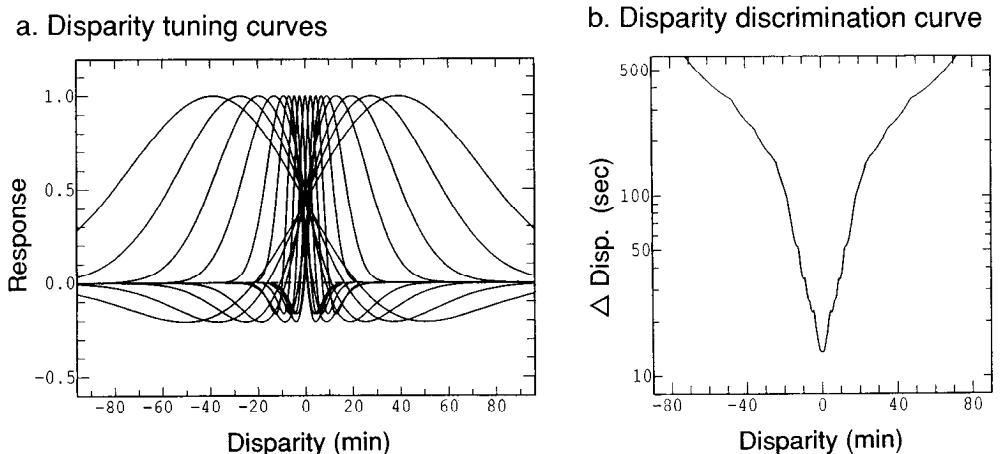 a. Disparity tuning curves
1.0
0.5
0.0
-0.5
Response
-80 -60 -40 -20 0 20 40 60 80
Disparity (min)
b. Disparity discrimination curve
500
100
50
10
Δ Disp. (sec)
-80 -40 0 40 80
Disparity (min)